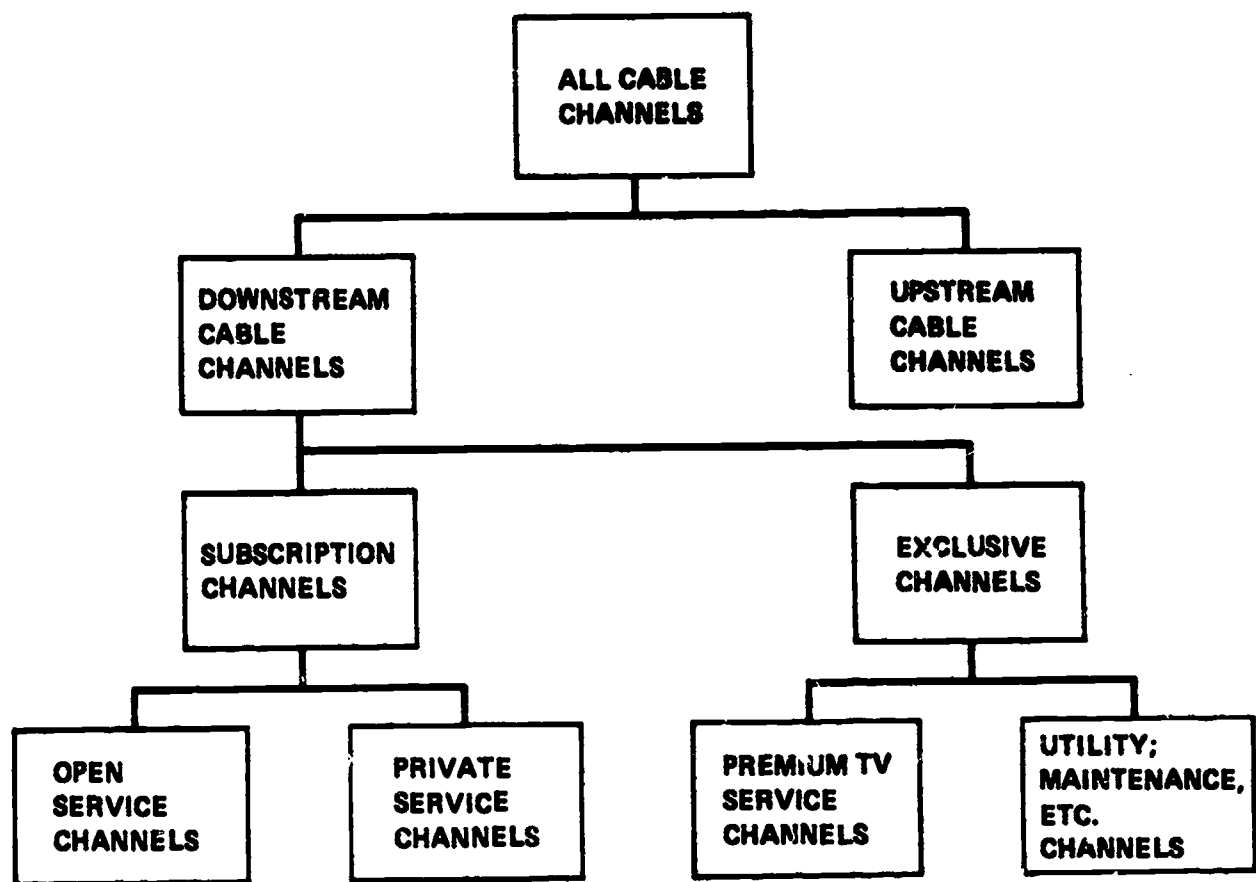 ALL CABLE
CHANNELS
DOWNSTREAM
CABLE
CHANNELS
UPSTREAM
CABLE
CHANNELS
SUBSCRIPTION
CHANNELS
EXCLUSIVE
CHANNELS
OPEN
SERVICE
CHANNELS
PRIVATE
SERVICE
CHANNELS
PREMIUM TV
SERVICE
CHANNELS
UTILITY;
MAINTENANCE,
ETC.
CHANNELS